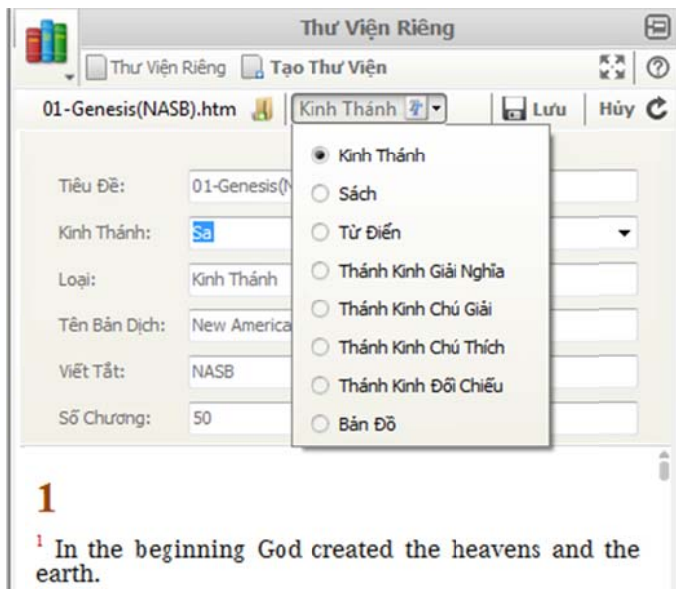 Thư Viện Riêng
Thư Viện Riêng Tạo Thư Viện
01-Genesis(NASB).htm Kinh Thánh Lưu Hủy
Kinh Thánh
Sách
Từ Điển
Thánh Kinh Giải Nghĩa
Thánh Kinh Chú Giải
Thánh Kinh Chú Thích
Thánh Kinh Đối Chiếu
Bản Đồ
Tiêu Đề: 01-Genesis(N
Kinh Thánh: Sa
Loại: Kinh Thánh
Tên Bản Dịch: New America
Viết Tắt: NASB
Số Chương: 50
1
1 In the beginning God created the heavens and the
earth.